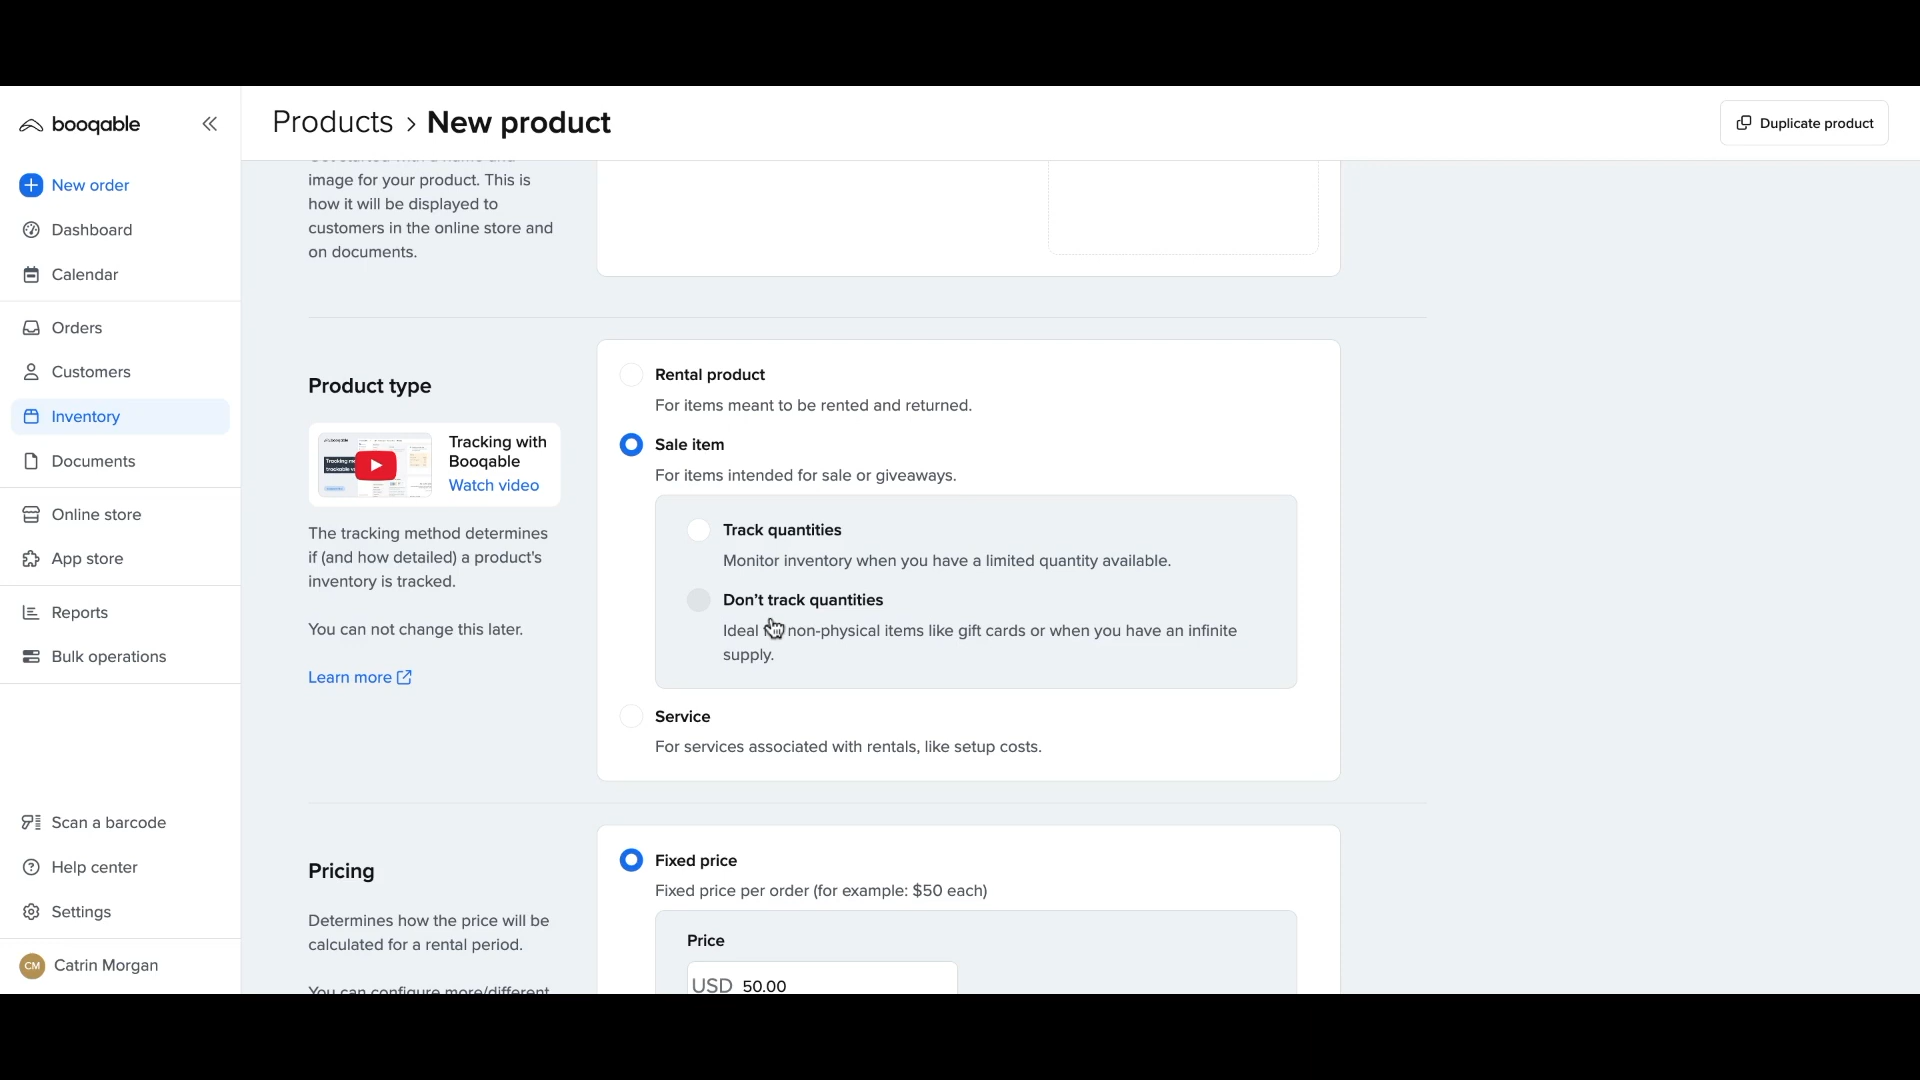 booqable
Products › New product
Duplicate product
New order
Dashboard
Calendar
Orders
Customers
Inventory
Documents
Online store
App store
Reports
Bulk operations
Scan a barcode
Help center
Settings
CM Catrin Morgan
image for your product. This is
how it will be displayed to
customers in the online store and
on documents.
Product type
Tracking with
Booqable
Watch video
The tracking method determines
if (and how detailed) a product's
inventory is tracked.
You can not change this later.
Learn more
Rental product
For items meant to be rented and returned.
Sale item
For items intended for sale or giveaways.
Track quantities
Monitor inventory when you have a limited quantity available.
Don't track quantities
Ideal non-physical items like gift cards or when you have an infinite
supply.
Service
For services associated with rentals, like setup costs.
Pricing
Determines how the price will be
calculated for a rental period.
You can configure more/different
Fixed price
Fixed price per order (for example: $50 each)
Price
USD 50.00